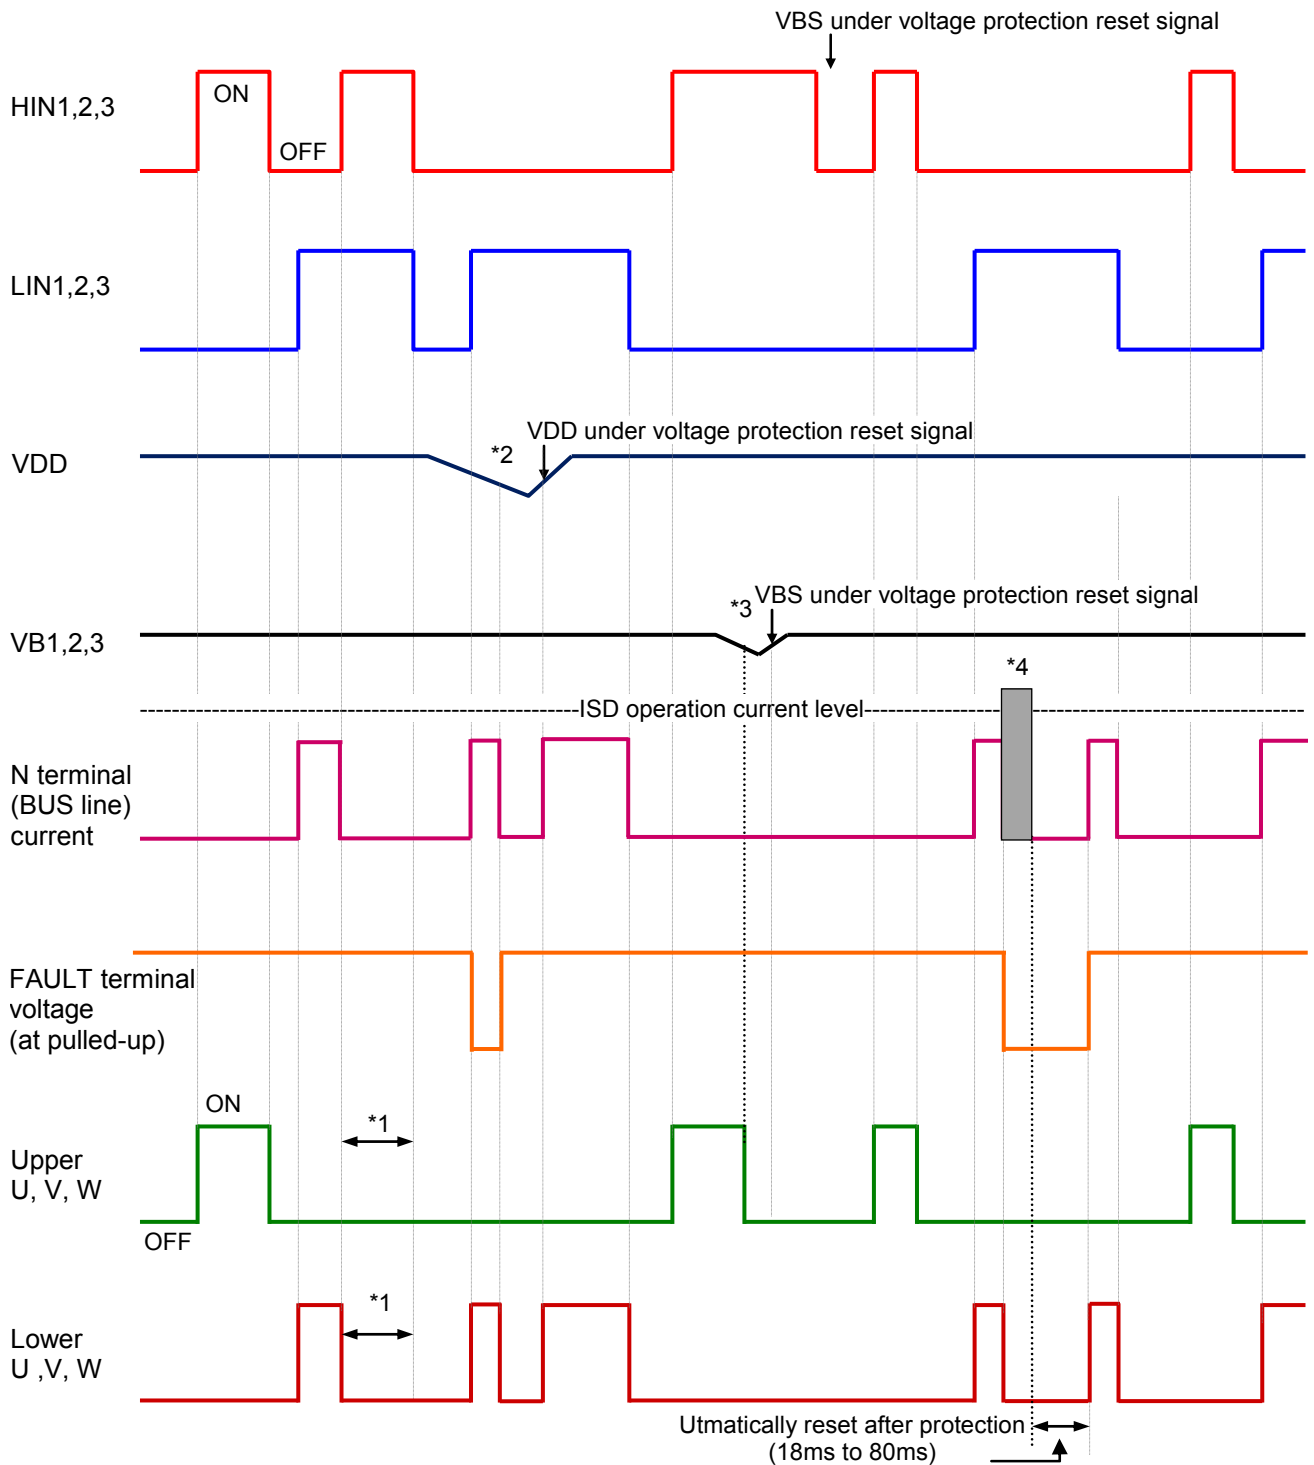 VBS under voltage protection reset signal
HIN1,2,3
ON
OFF
LIN1,2,3
VDD under voltage protection reset signal
*2
VDD
VBS under voltage protection reset signal
*3
VB1,2,3
*4
ISD operation current level
N terminal
(BUS line)
current
FAULT terminal
voltage
(at pulled-up)
ON
*1
Upper
U, V, W
OFF
*1
Lower
U ,V, W
Utmatically reset after protection
(18ms to 80ms)